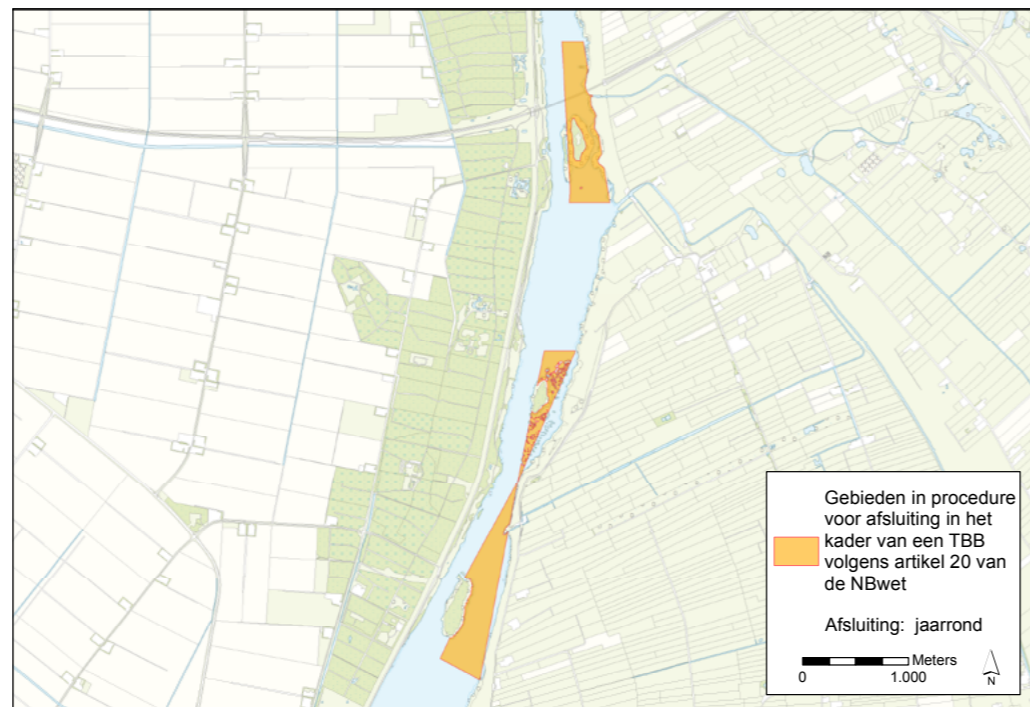 Gebieden in procedure
voor afsluiting in het
kader van een TBB
volgens artikel 20 van
de NBwet
Afsluiting: jaarrond
Meters
0 1.000
N